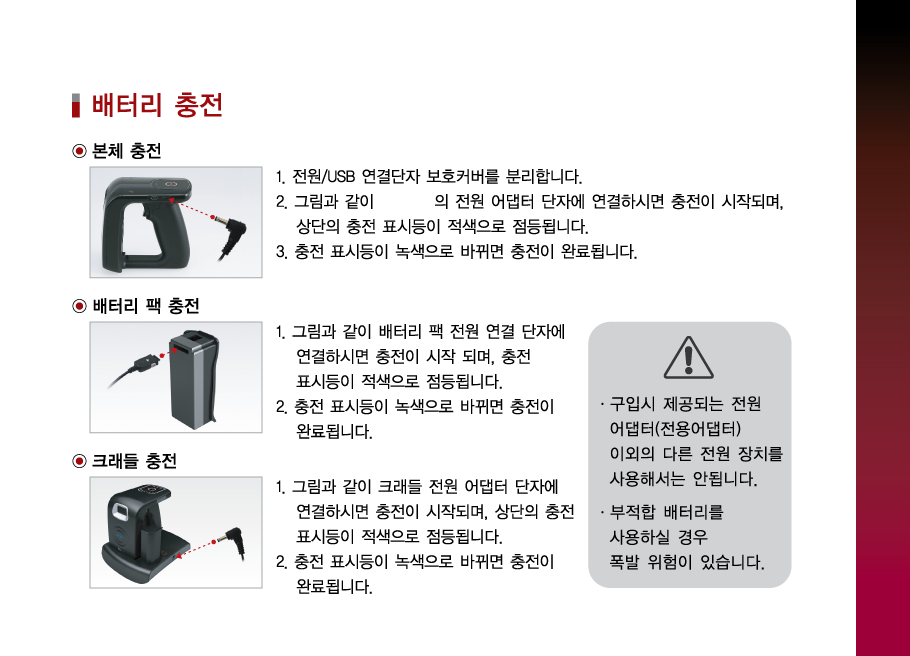 배터리 충전
본체 충전
1. 전원/USB 연결단자 보호커버를 분리합니다.
2. 그림과 같이 의 전원 어댑터 단자에 연결하시면 충전이 시작되며,
상단의 충전 표시등이 적색으로 점등됩니다.
3. 충전 표시등이 녹색으로 바뀌면 충전이 완료됩니다.
배터리 팩 충전
1. 그림과 같이 배터리 팩 전원 연결 단자에
연결하시면 충전이 시작 되며, 충전
표시등이 적색으로 점등됩니다.
2. 충전 표시등이 녹색으로 바뀌면 충전이
완료됩니다.
크래들 충전
1. 그림과 같이 크래들 전원 어댑터 단자에
연결하시면 충전이 시작되며, 상단의 충전
표시등이 적색으로 점등됩니다.
2. 충전 표시등이 녹색으로 바뀌면 충전이
완료됩니다.
· 구입시 제공되는 전원
어댑터(전용어댑터)
이외의 다른 전원 장치를
사용해서는 안됩니다.
· 부적합 배터리를
사용하실 경우
폭발 위험이 있습니다.